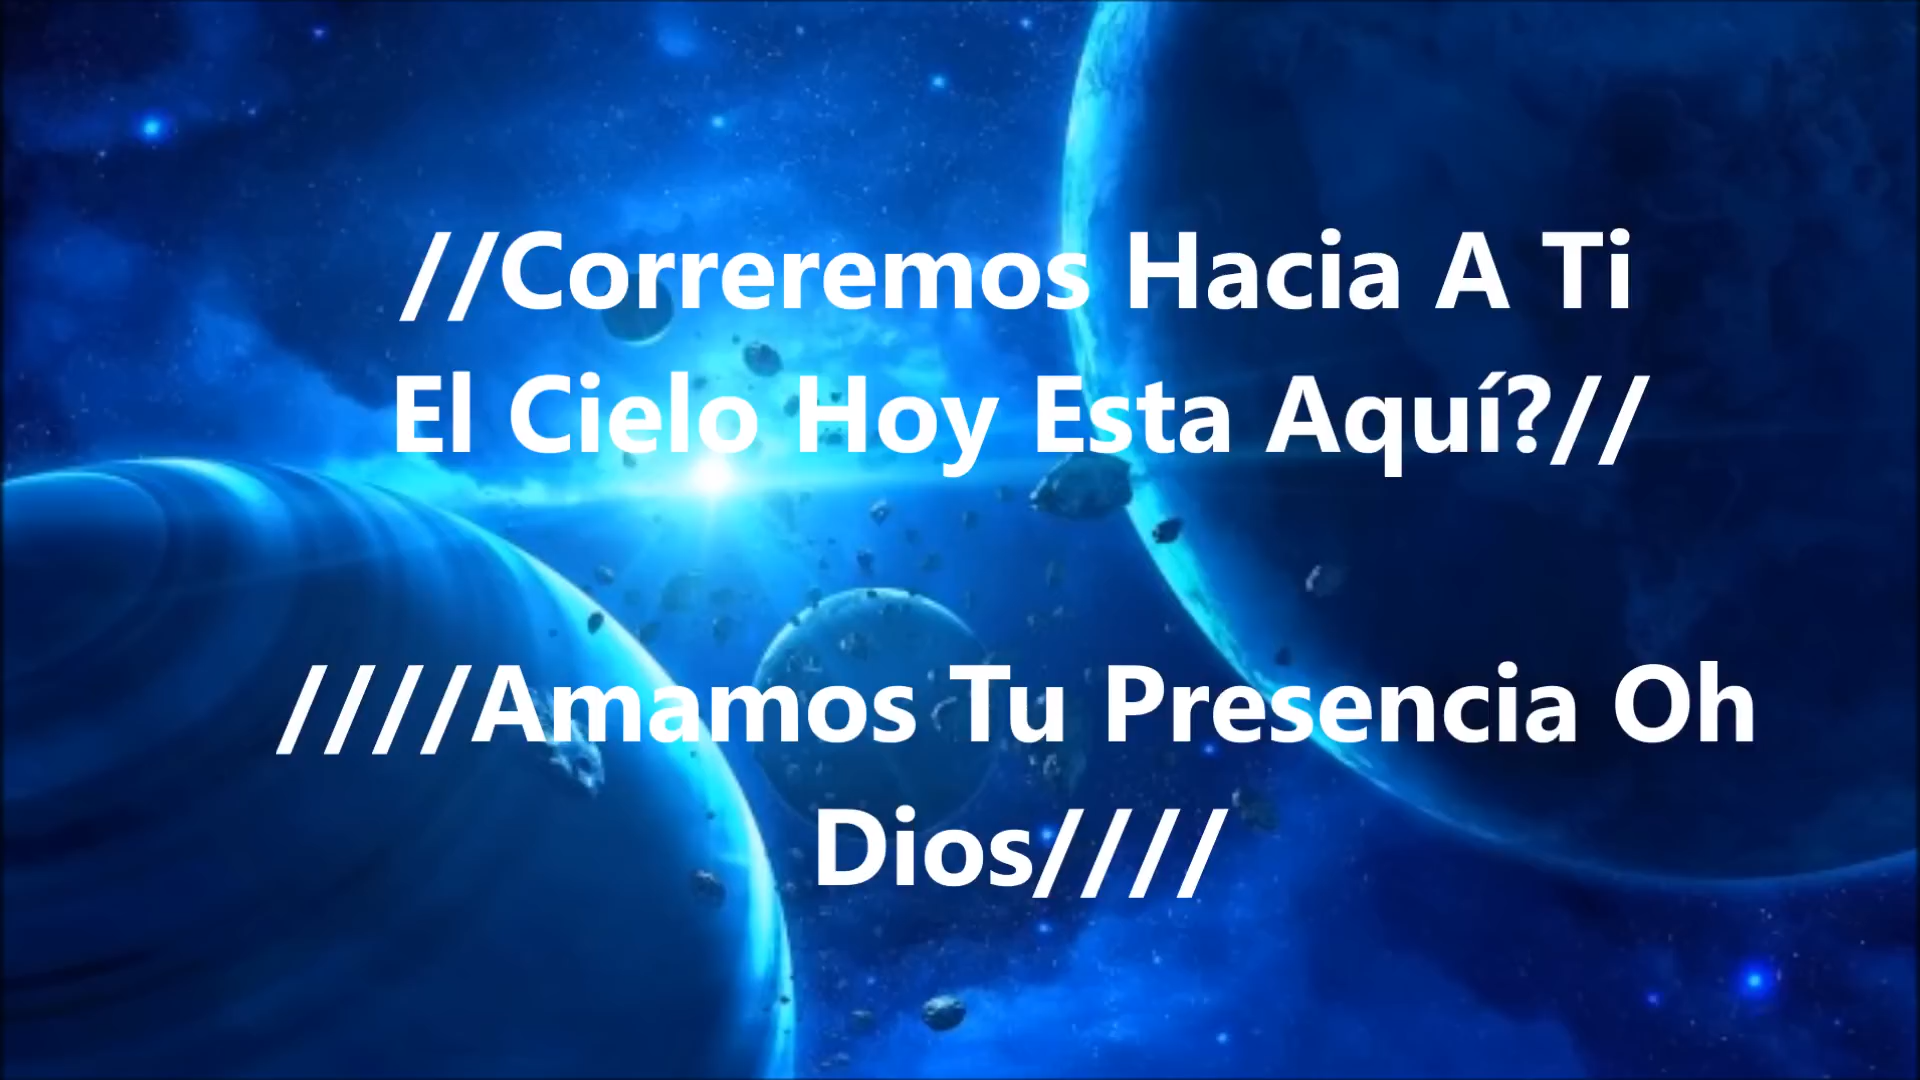 //Correremos Hacia A Ti
El Cielo Hoy Esta Aquí?//
////Amamos Tu Presencia Oh
Dios////